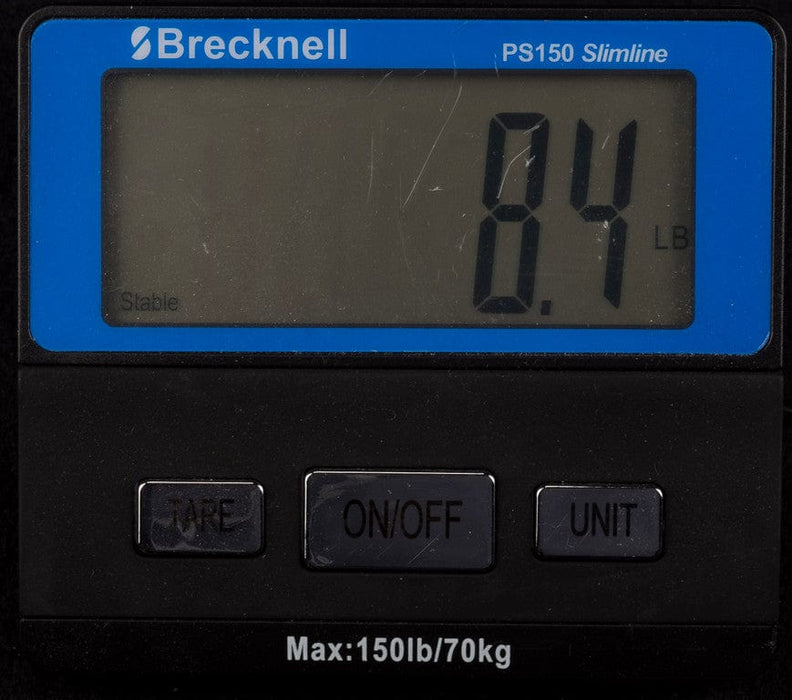 Brecknell
PS150 Slimline
8.4 LB
Stable
TARE ON/OFF UNIT
Max:150lb/70kg